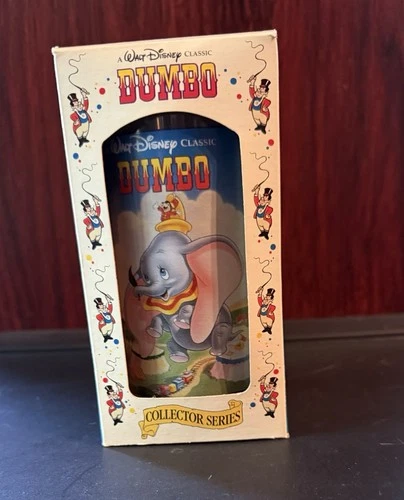 A WALT DISNEY CLASSIC
DUMBO
WALT DISNEY CLASSIC
DUMBO
COLLECTOR SERIES